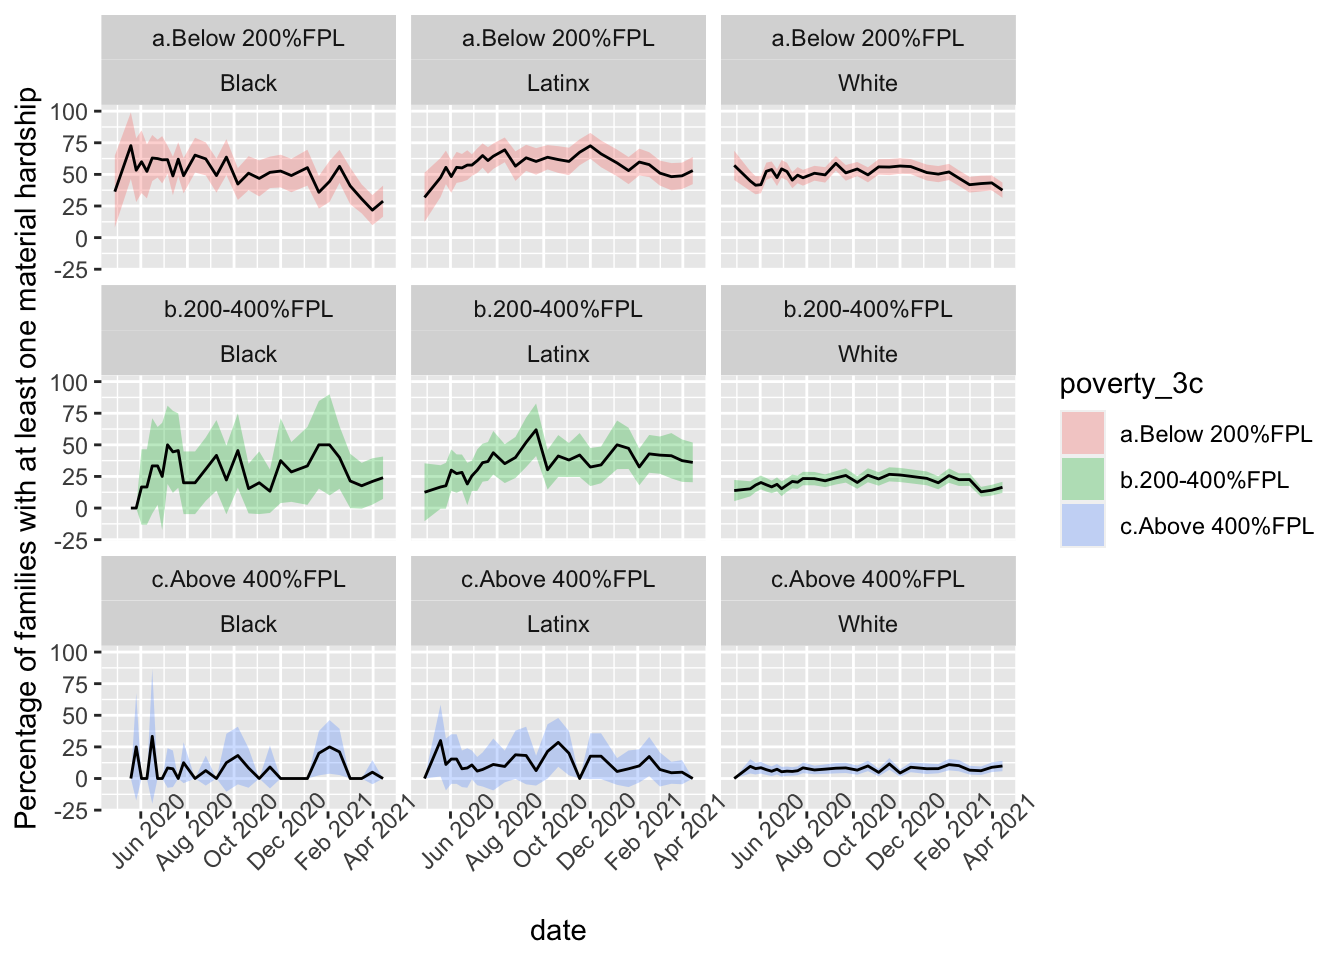 a.Below 200%FPL a.Below 200%FPL a.Below 200%FPL
Black Latinx White
100
75
50
25
0
-25
b.200-400%FPL b.200-400%FPL b.200-400%FPL
Black Latinx White
100
75
50
25
0
-25
c.Above 400%FPL c.Above 400%FPL c.Above 400%FPL
Black Latinx White
100
75
50
25
0
-25
Jun 2020 Aug 2020 Oct 2020 Dec 2020 Feb 2021 Apr 2021 Jun 2020 Aug 2020 Oct 2020 Dec 2020 Feb 2021 Apr 2021 Jun 2020 Aug 2020 Oct 2020 Dec 2020 Feb 2021 Apr 2021
date
Percentage of families with at least one material hardship
poverty_3c
a.Below 200%FPL
b.200-400%FPL
c.Above 400%FPL